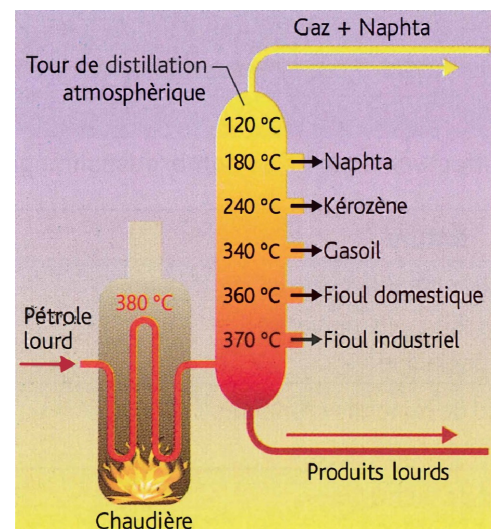 Gaz + Naphta
Tour de distillation
atmosphèrique
120 °C
180 °C Naphta
240 °C Kérozène
340 °C Gasoil
360 °C Fioul domestique
370 °C Fioul industriel
380 °C
Pétrole
lourd
Produits lourds
Chaudière